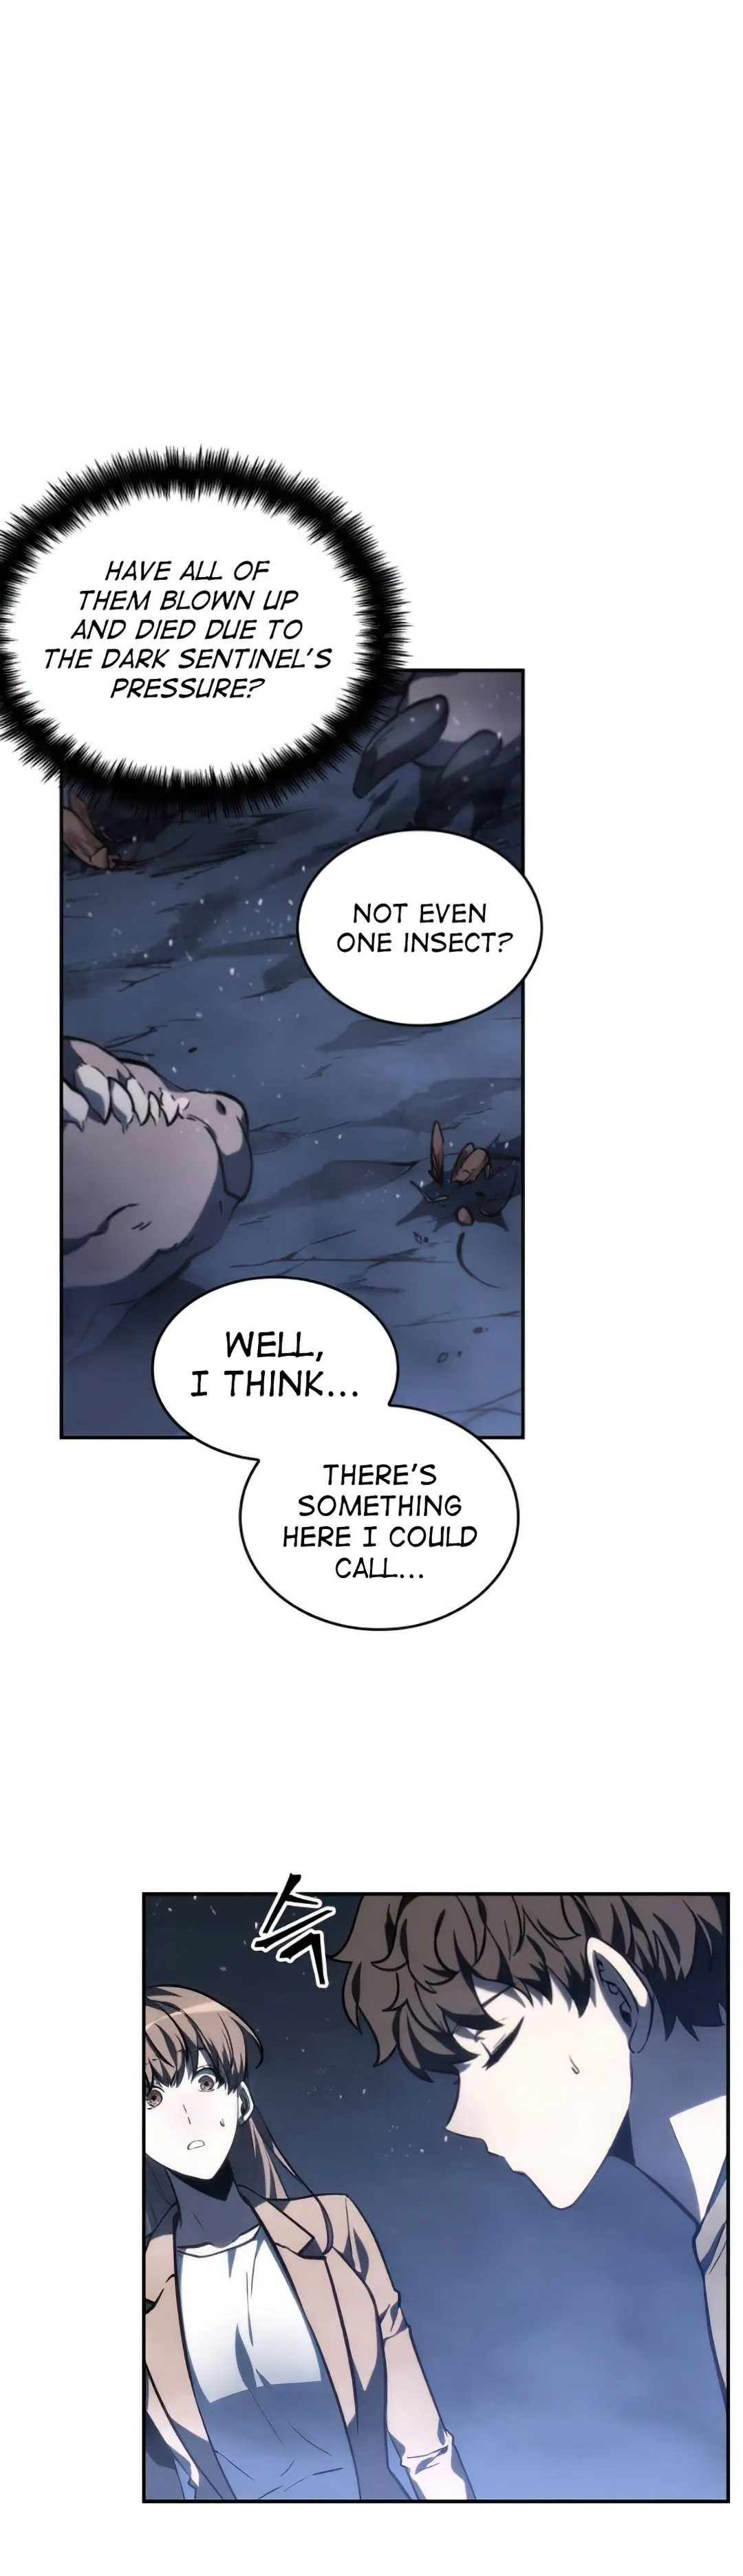 HAVE ALL OF
THEM BLOWN UP
AND DIED DUE TO
THE DARK SENTINEL'S
PRESSURE?
NOT EVEN
ONE INSECT?
WELL,
I THINK...
THERE'S
SOMETHING
HERE I COULD
CALL...